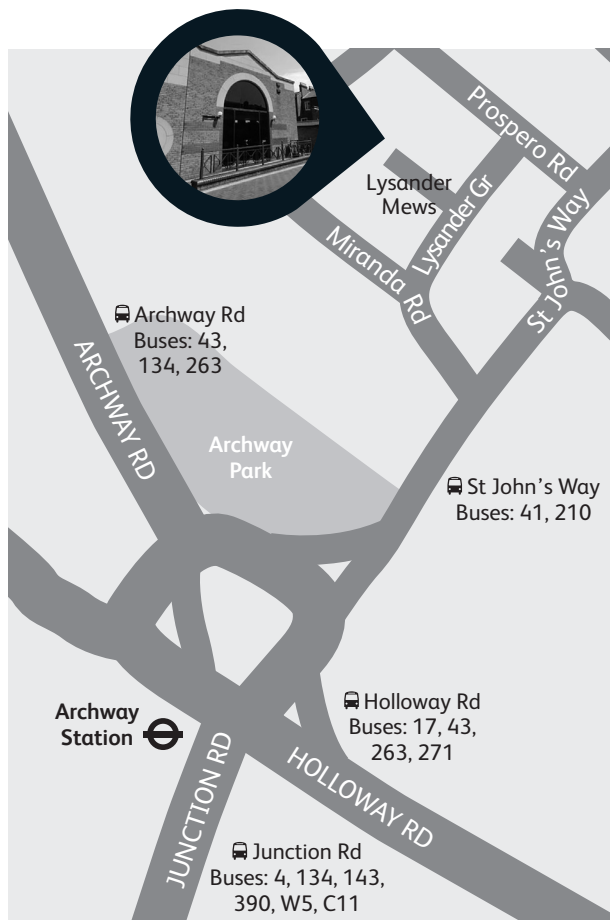 Prospero Rd
Lysander
Mews
Lysander Gr
St John's Way
Miranda Rd
Archway Rd
Buses: 43,
134, 263
ARCHWAY RD
Archway
Park
St John's Way
Buses: 41, 210
Archway
Station
Holloway Rd
Buses: 17, 43,
263, 271
HOLLOWAY RD
JUNCTION RD
Junction Rd
Buses: 4, 134, 143,
390, W5, C11